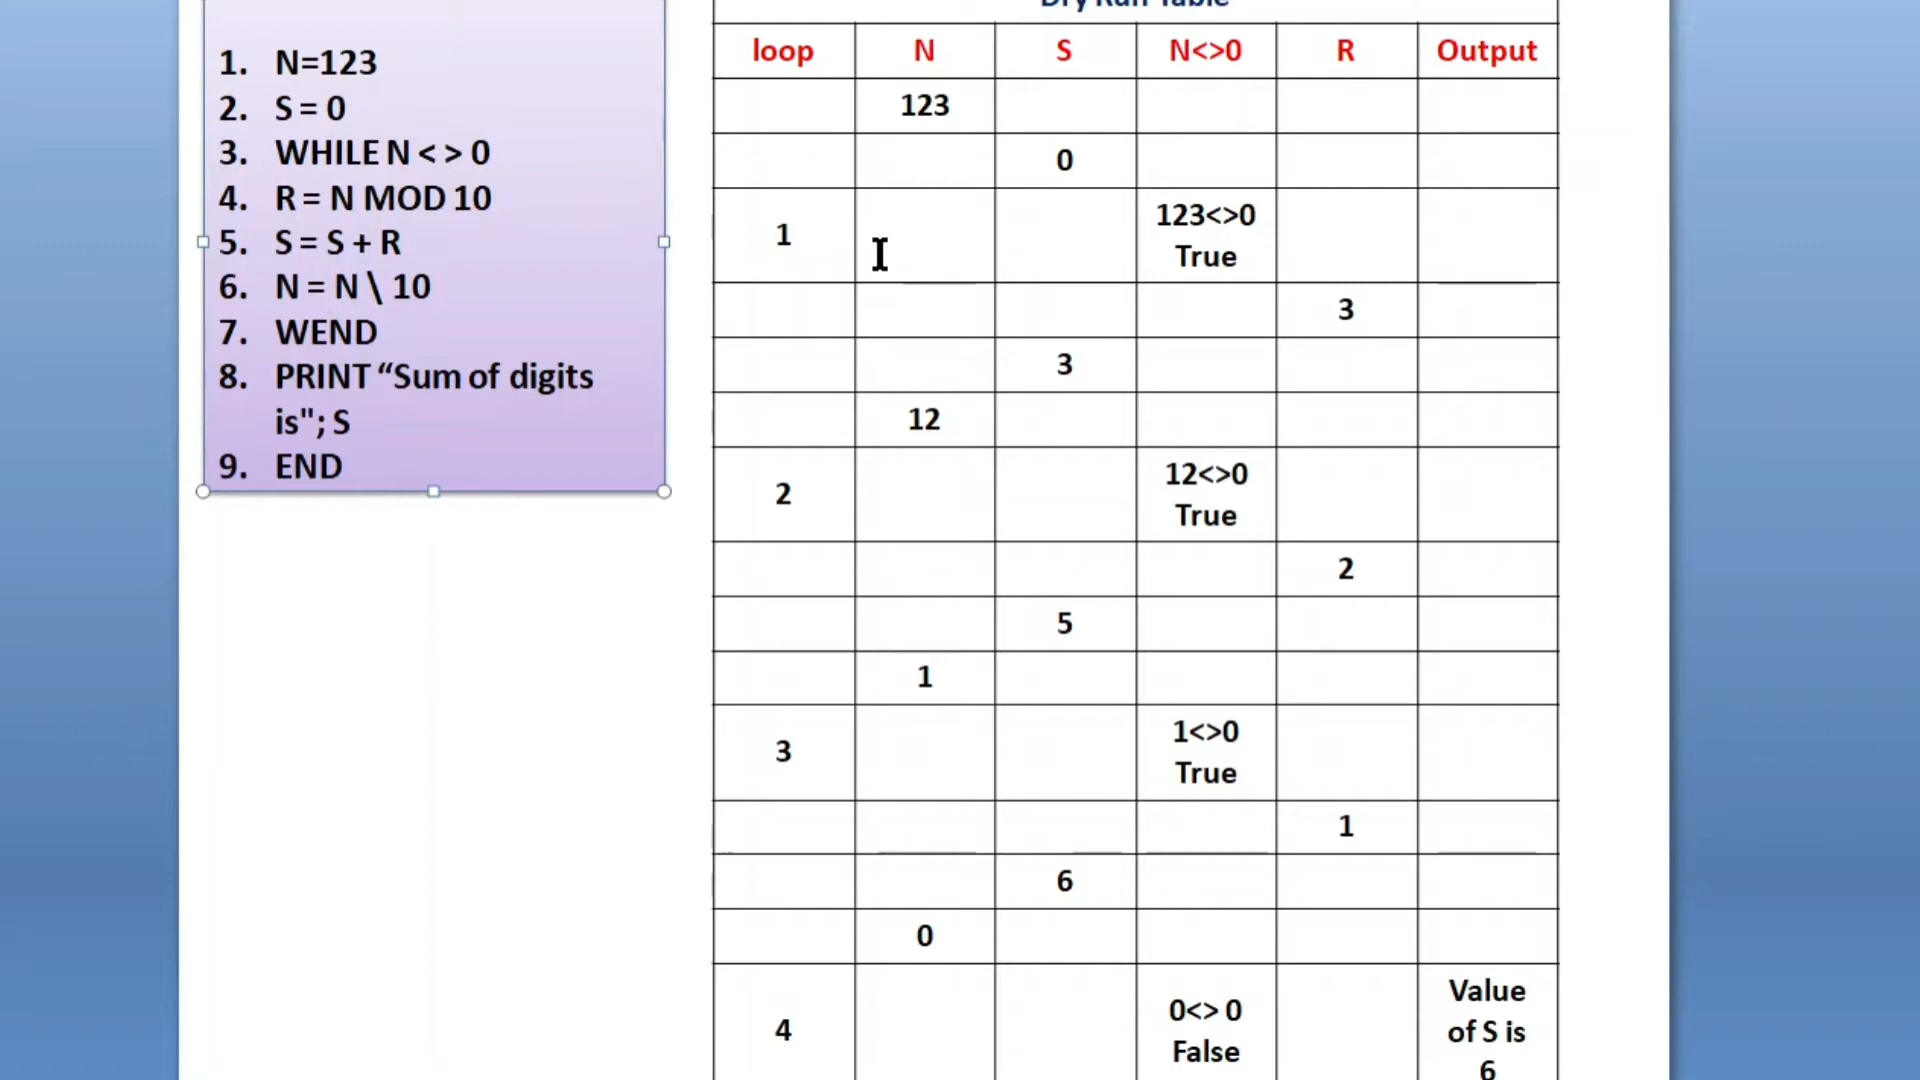 1. N=123
2. S = 0
3. WHILE N < > 0
4. R = N MOD 10
5. S = S + R
6. N = N \ 10
7. WEND
8. PRINT “Sum of digits
is"; S
9. END
Dry Run Table
loop N S N<>0 R Output
123
0
1 123<>0
True
3
3
12
2 12<>0
True
2
5
1
3 1<>0
True
1
6
0
4 0<> 0
False
Value
of S is
6